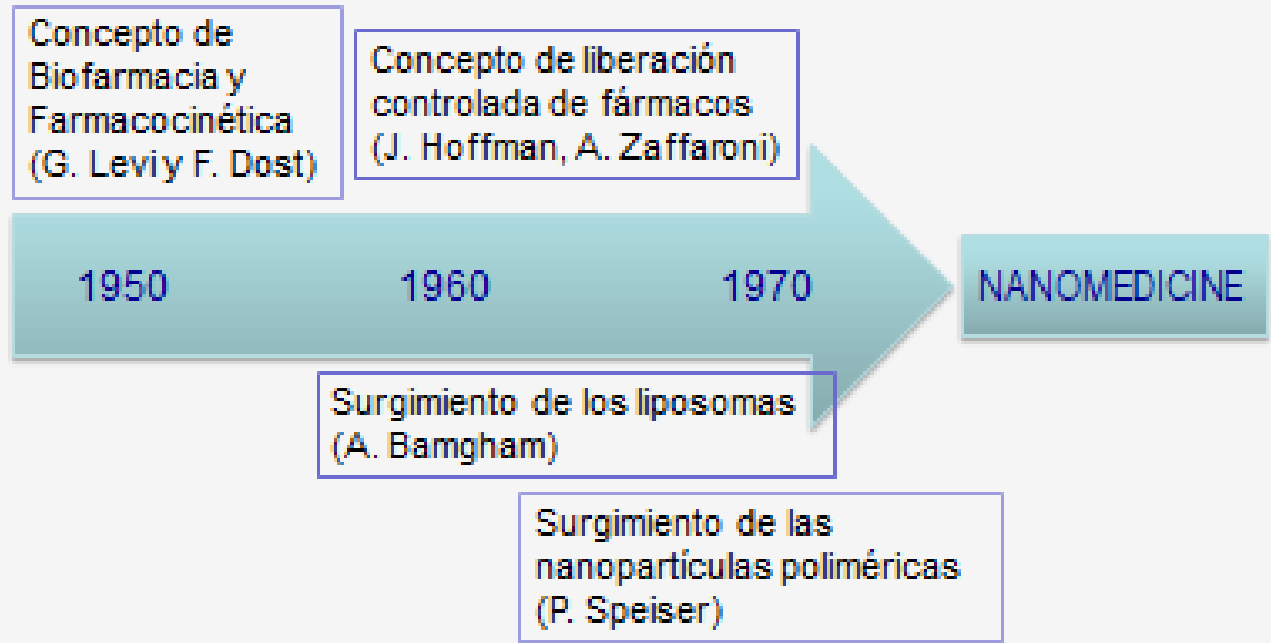 Concepto de
Biofarmacia y
Farmacocinética
(G. Levi y F. Dost)
Concepto de liberación
controlada de fármacos
(J. Hoffman, A. Zaffaroni)
1950 1960 1970 NANOMEDICINE
Surgimiento de los liposomas
(A. Bamgham)
Surgimiento de las
nanopartículas poliméricas
(P. Speiser)